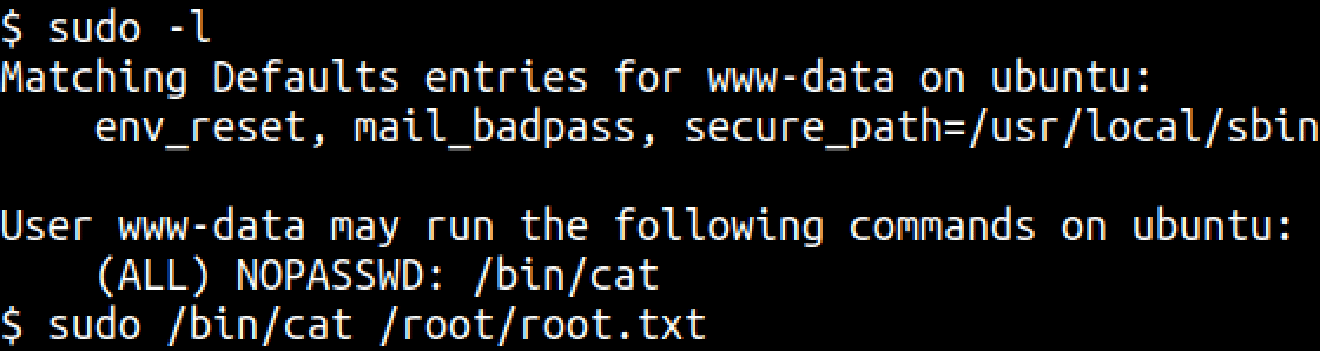 $ sudo -l
Matching Defaults entries for www-data on ubuntu:
    env_reset, mail_badpass, secure_path=/usr/local/sbin
User www-data may run the following commands on ubuntu:
    (ALL) NOPASSWD: /bin/cat
$ sudo /bin/cat /root/root.txt